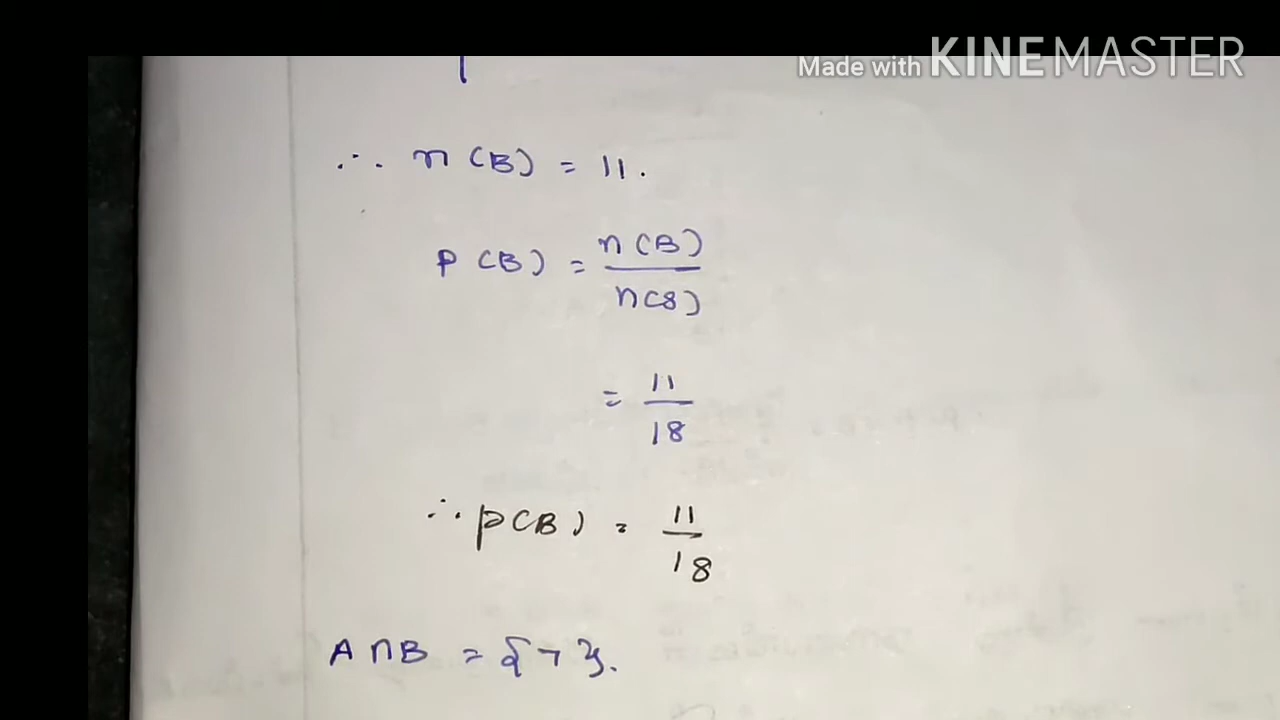 Made with KINEMASTER
∴ n(B) = 11.
P(B) = n(B)
n(S)
= 11
18
∴ P(B) = 11
18
A∩B = {7}.